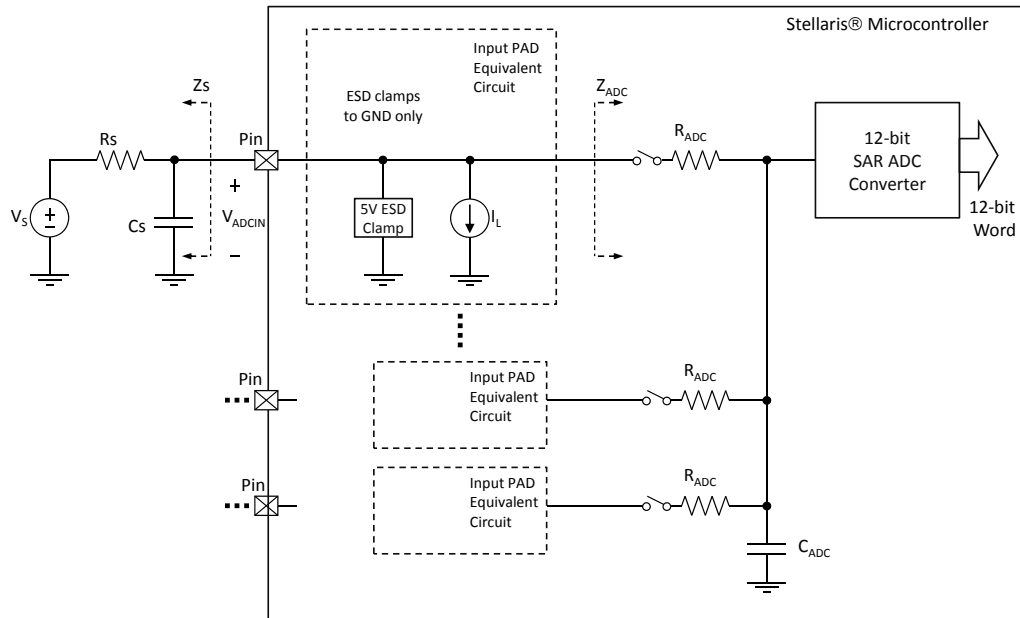 Stellaris® Microcontroller
Input PAD
Equivalent
Circuit
ESD clamps
to GND only
Zs
ZADC
Pin
Rs
RADC
12-bit
SAR ADC
Converter
VS
+
−
Cs
+
VADCIN
−
5V ESD
Clamp
IL
12-bit
Word
Pin
Input PAD
Equivalent
Circuit
RADC
Pin
Input PAD
Equivalent
Circuit
RADC
CADC